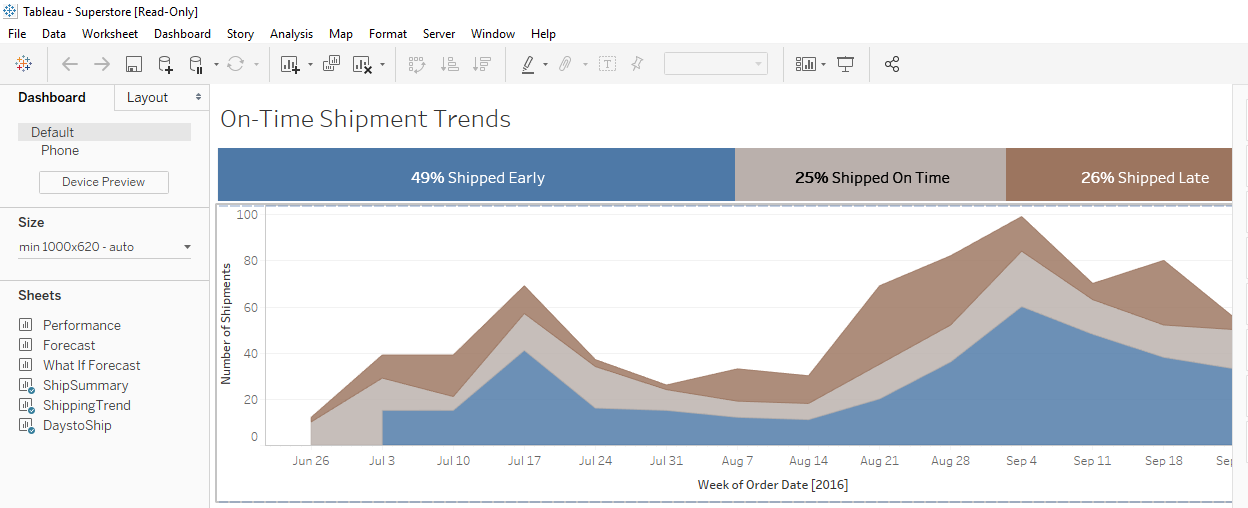 Tableau - Superstore [Read-Only]
File Data Worksheet Dashboard Story Analysis Map Format Server Window Help
Dashboard Layout
Default
Phone
Device Preview
Size
min 1000x620 - auto
Sheets
Performance
Forecast
What If Forecast
ShipSummary
ShippingTrend
DaystoShip
On-Time Shipment Trends
49% Shipped Early 25% Shipped On Time 26% Shipped Late
Number of Shipments
100
80
60
40
20
0
Jun 26 Jul 3 Jul 10 Jul 17 Jul 24 Jul 31 Aug 7 Aug 14 Aug 21 Aug 28 Sep 4 Sep 11 Sep 18
Week of Order Date [2016]